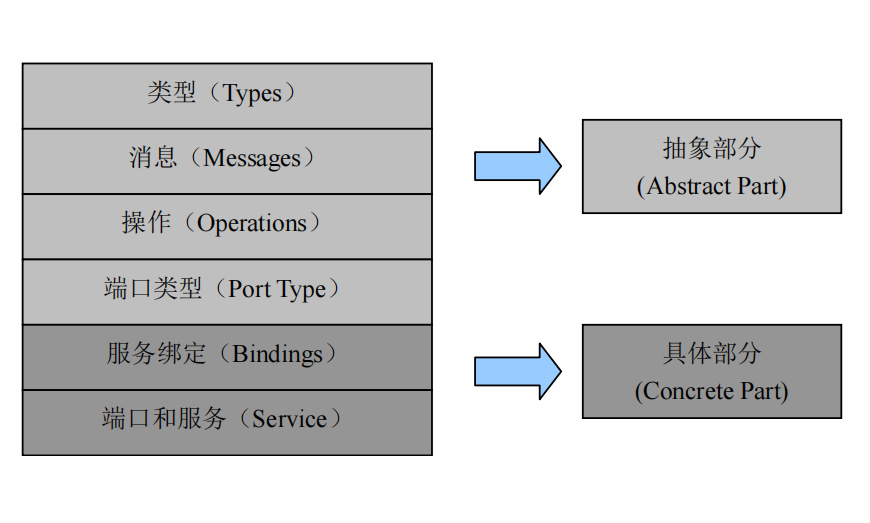 类型（Types）
消息（Messages）
操作（Operations）
端口类型（Port Type）
服务绑定（Bindings）
端口和服务（Service）
抽象部分
(Abstract Part)
具体部分
(Concrete Part)